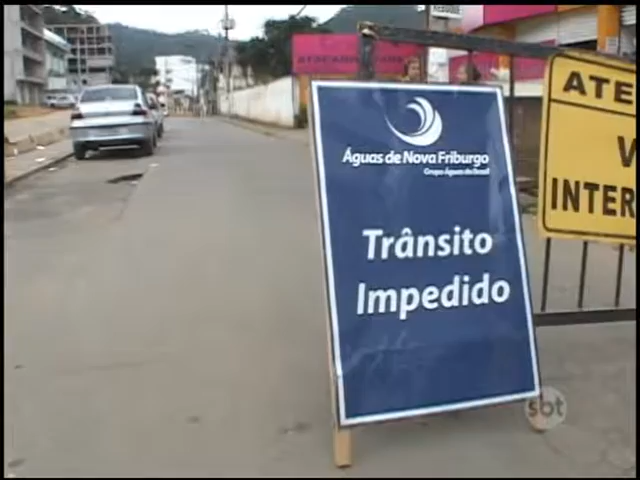 Águas de Nova Friburgo
Grupo Águas do Brasil
Trânsito
Impedido
ATE
V
INTER
sbt